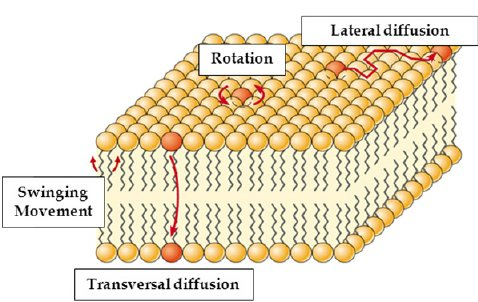 Lateral diffusion
Rotation
Swinging
Movement
Transversal diffusion